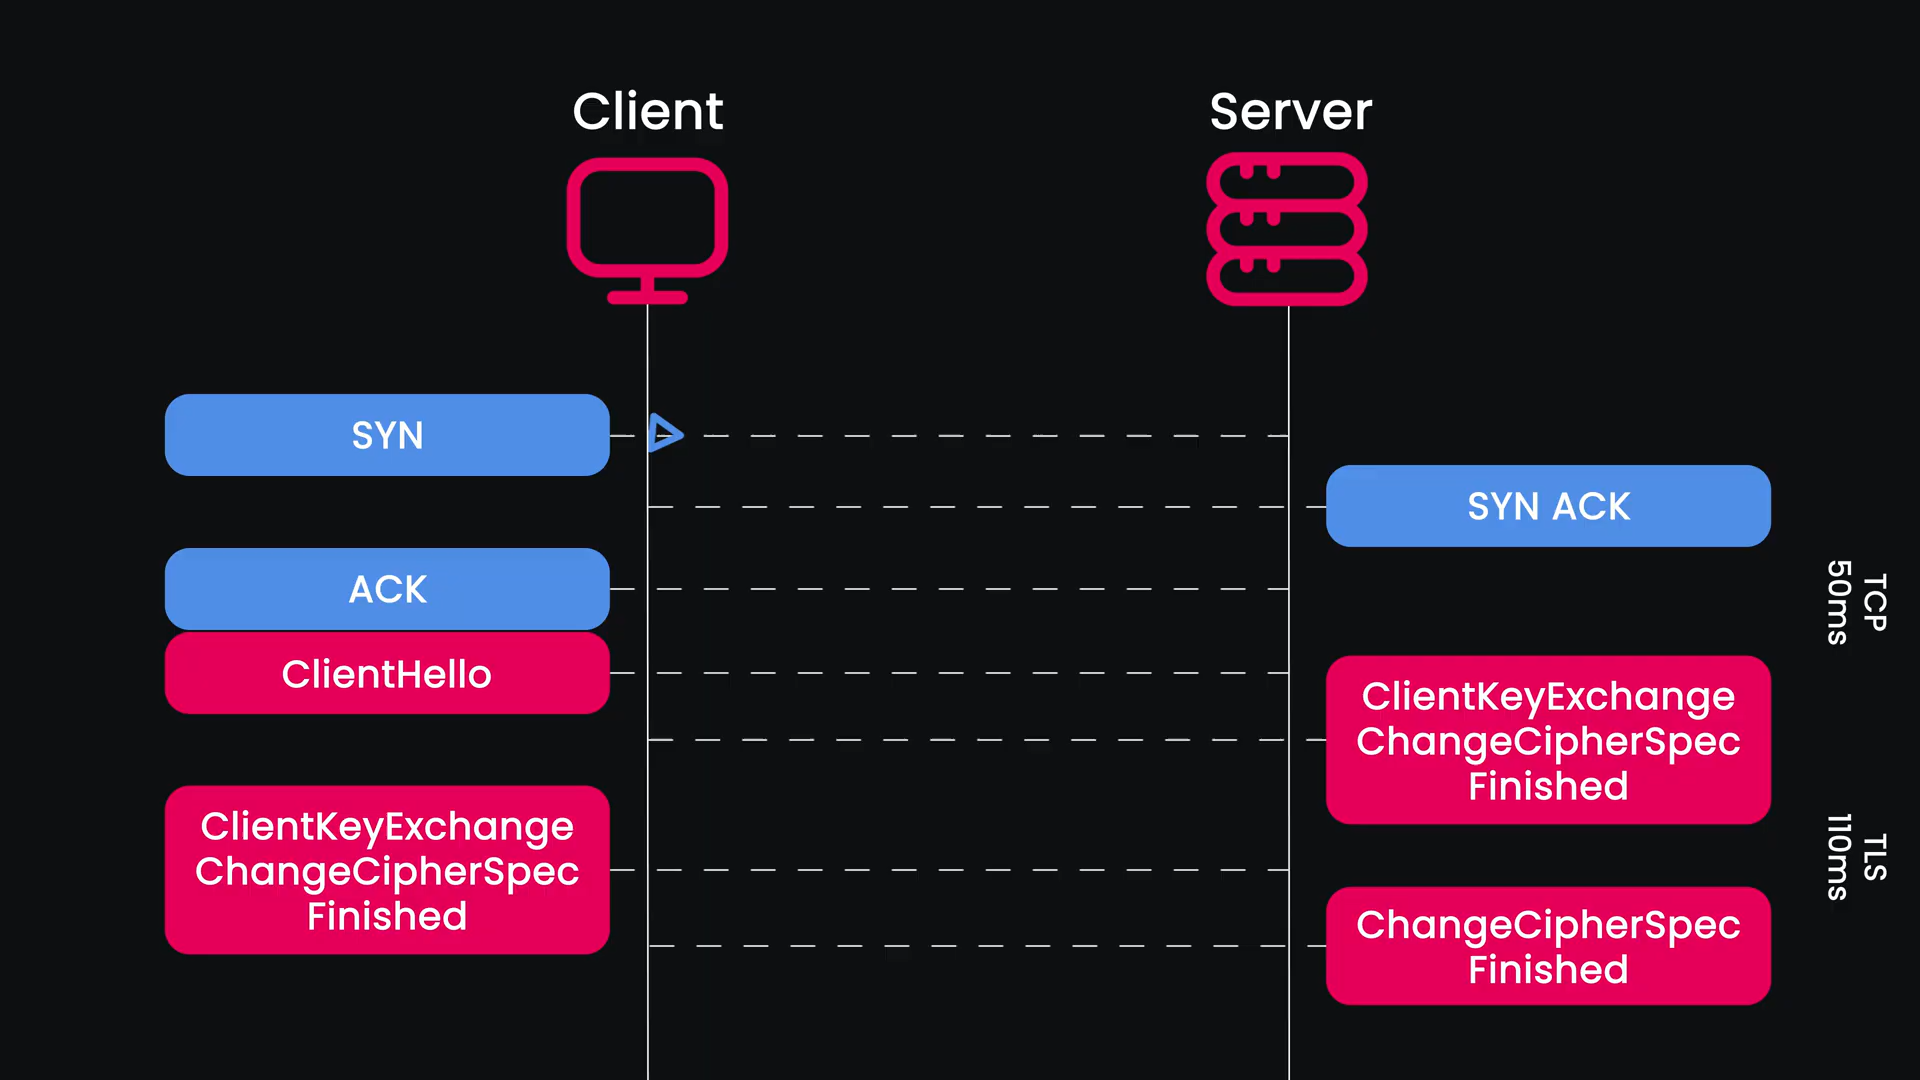 Client
Server
SYN
SYN ACK
ACK
TCP
50ms
ClientHello
ClientKeyExchange
ChangeCipherSpec
Finished
ClientKeyExchange
ChangeCipherSpec
Finished
TLS
110ms
ChangeCipherSpec
Finished